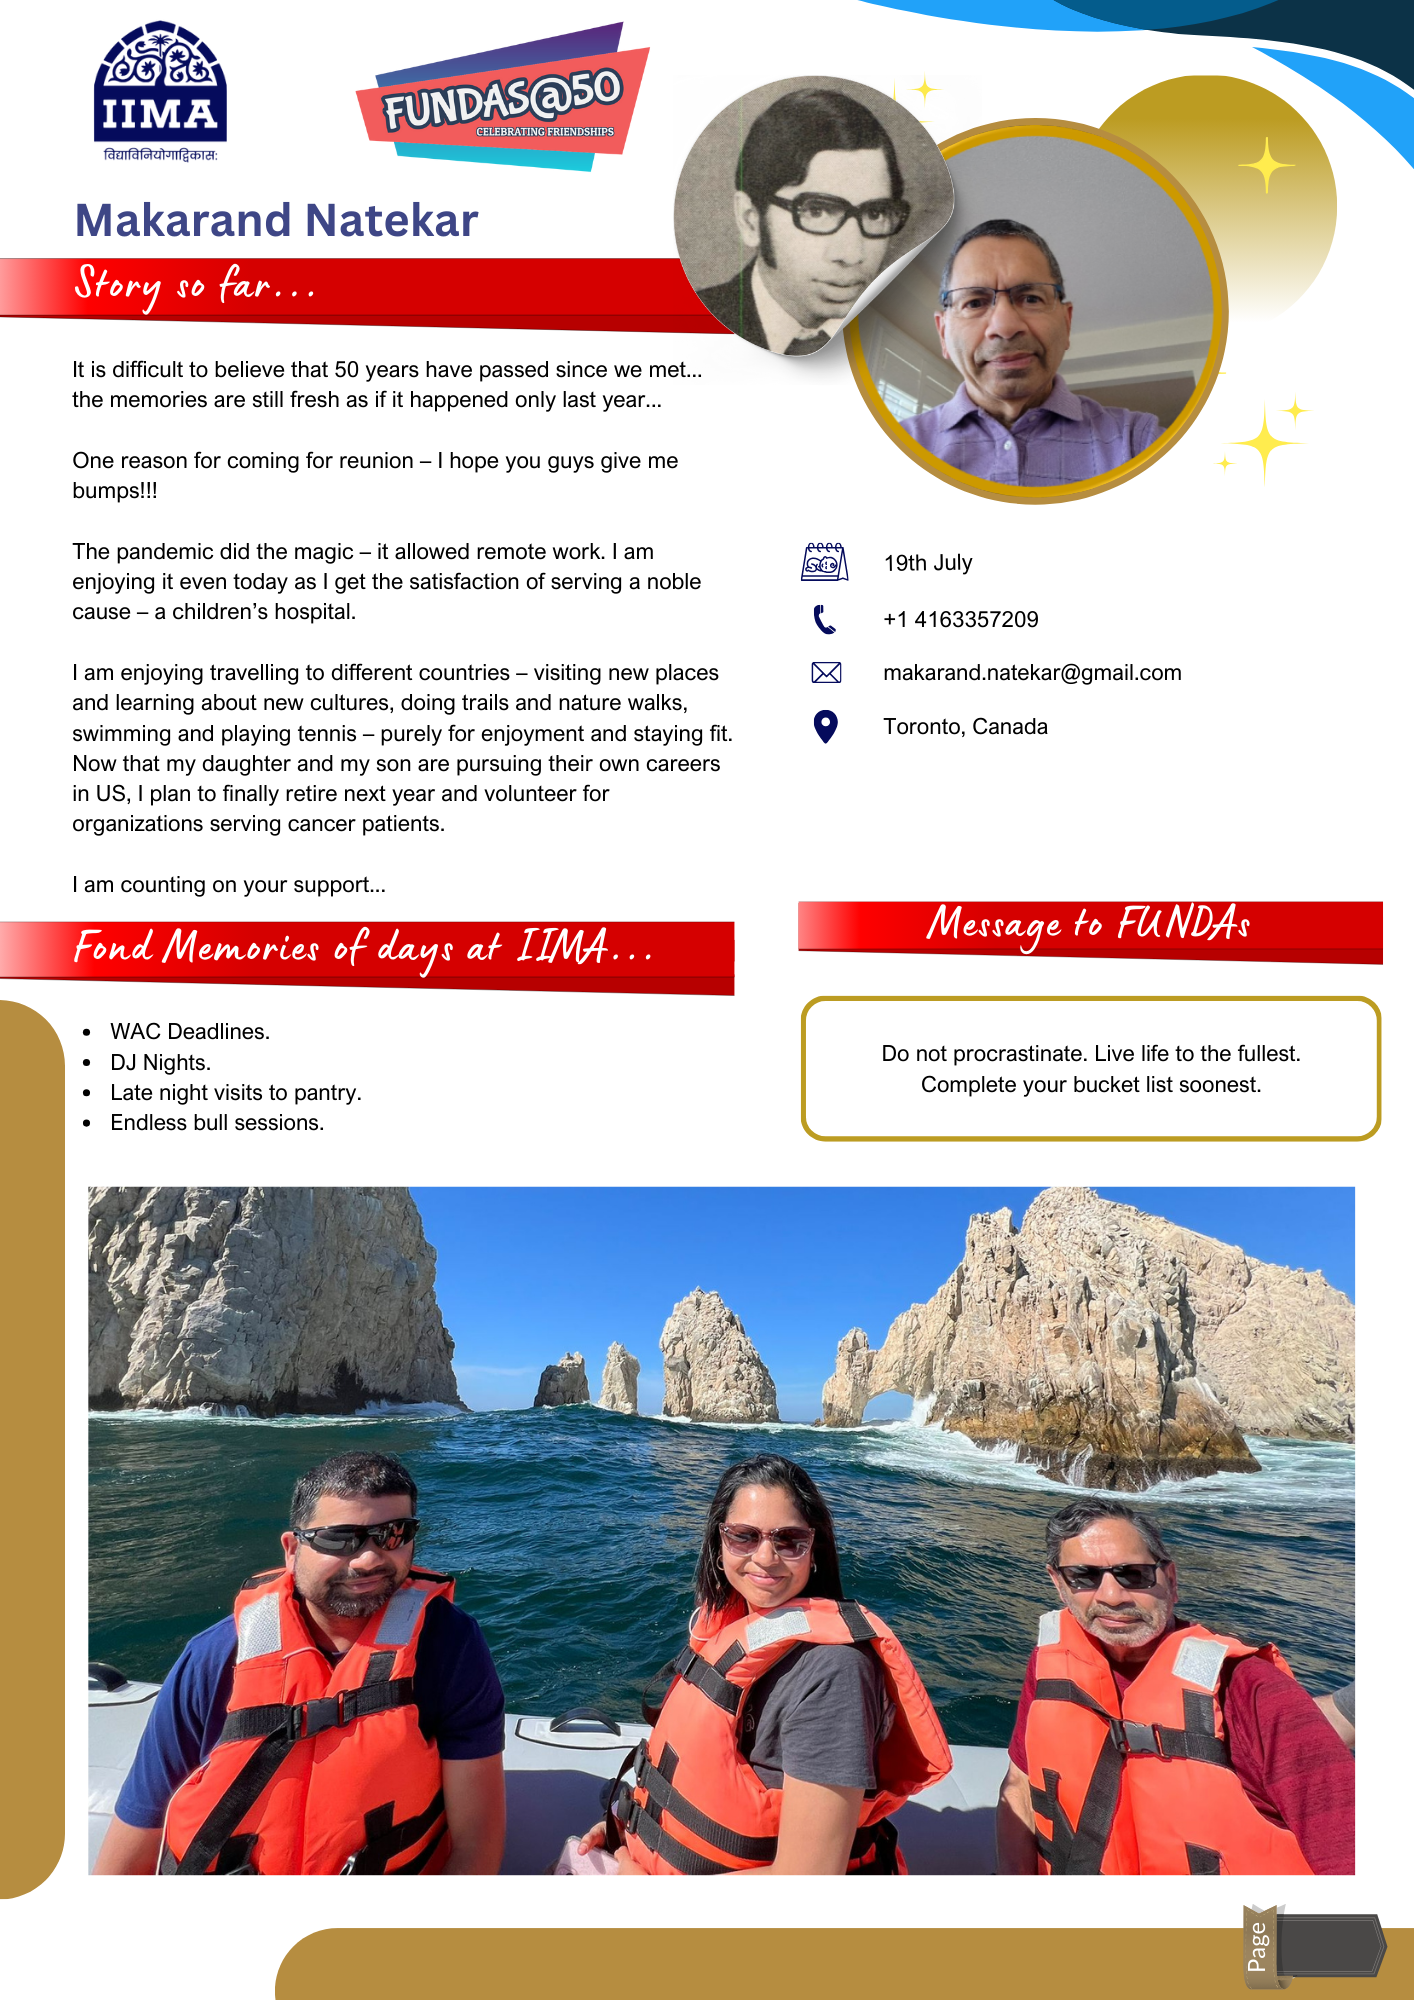 IIMA
विद्याविनियोगाद्विकास:
FUNDAS@50
CELEBRATING FRIENDSHIPS
Makarand Natekar
Story so far...
It is difficult to believe that 50 years have passed since we met...
the memories are still fresh as if it happened only last year...
One reason for coming for reunion – I hope you guys give me
bumps!!!
The pandemic did the magic – it allowed remote work. I am
enjoying it even today as I get the satisfaction of serving a noble
cause – a children’s hospital.
I am enjoying travelling to different countries – visiting new places
and learning about new cultures, doing trails and nature walks,
swimming and playing tennis – purely for enjoyment and staying fit.
Now that my daughter and my son are pursuing their own careers
in US, I plan to finally retire next year and volunteer for
organizations serving cancer patients.
I am counting on your support...
19th July
+1 4163357209
makarand.natekar@gmail.com
Toronto, Canada
Fond Memories of days at IIMA...
• WAC Deadlines.
• DJ Nights.
• Late night visits to pantry.
• Endless bull sessions.
Message to FUNDAs
Do not procrastinate. Live life to the fullest.
Complete your bucket list soonest.
Page